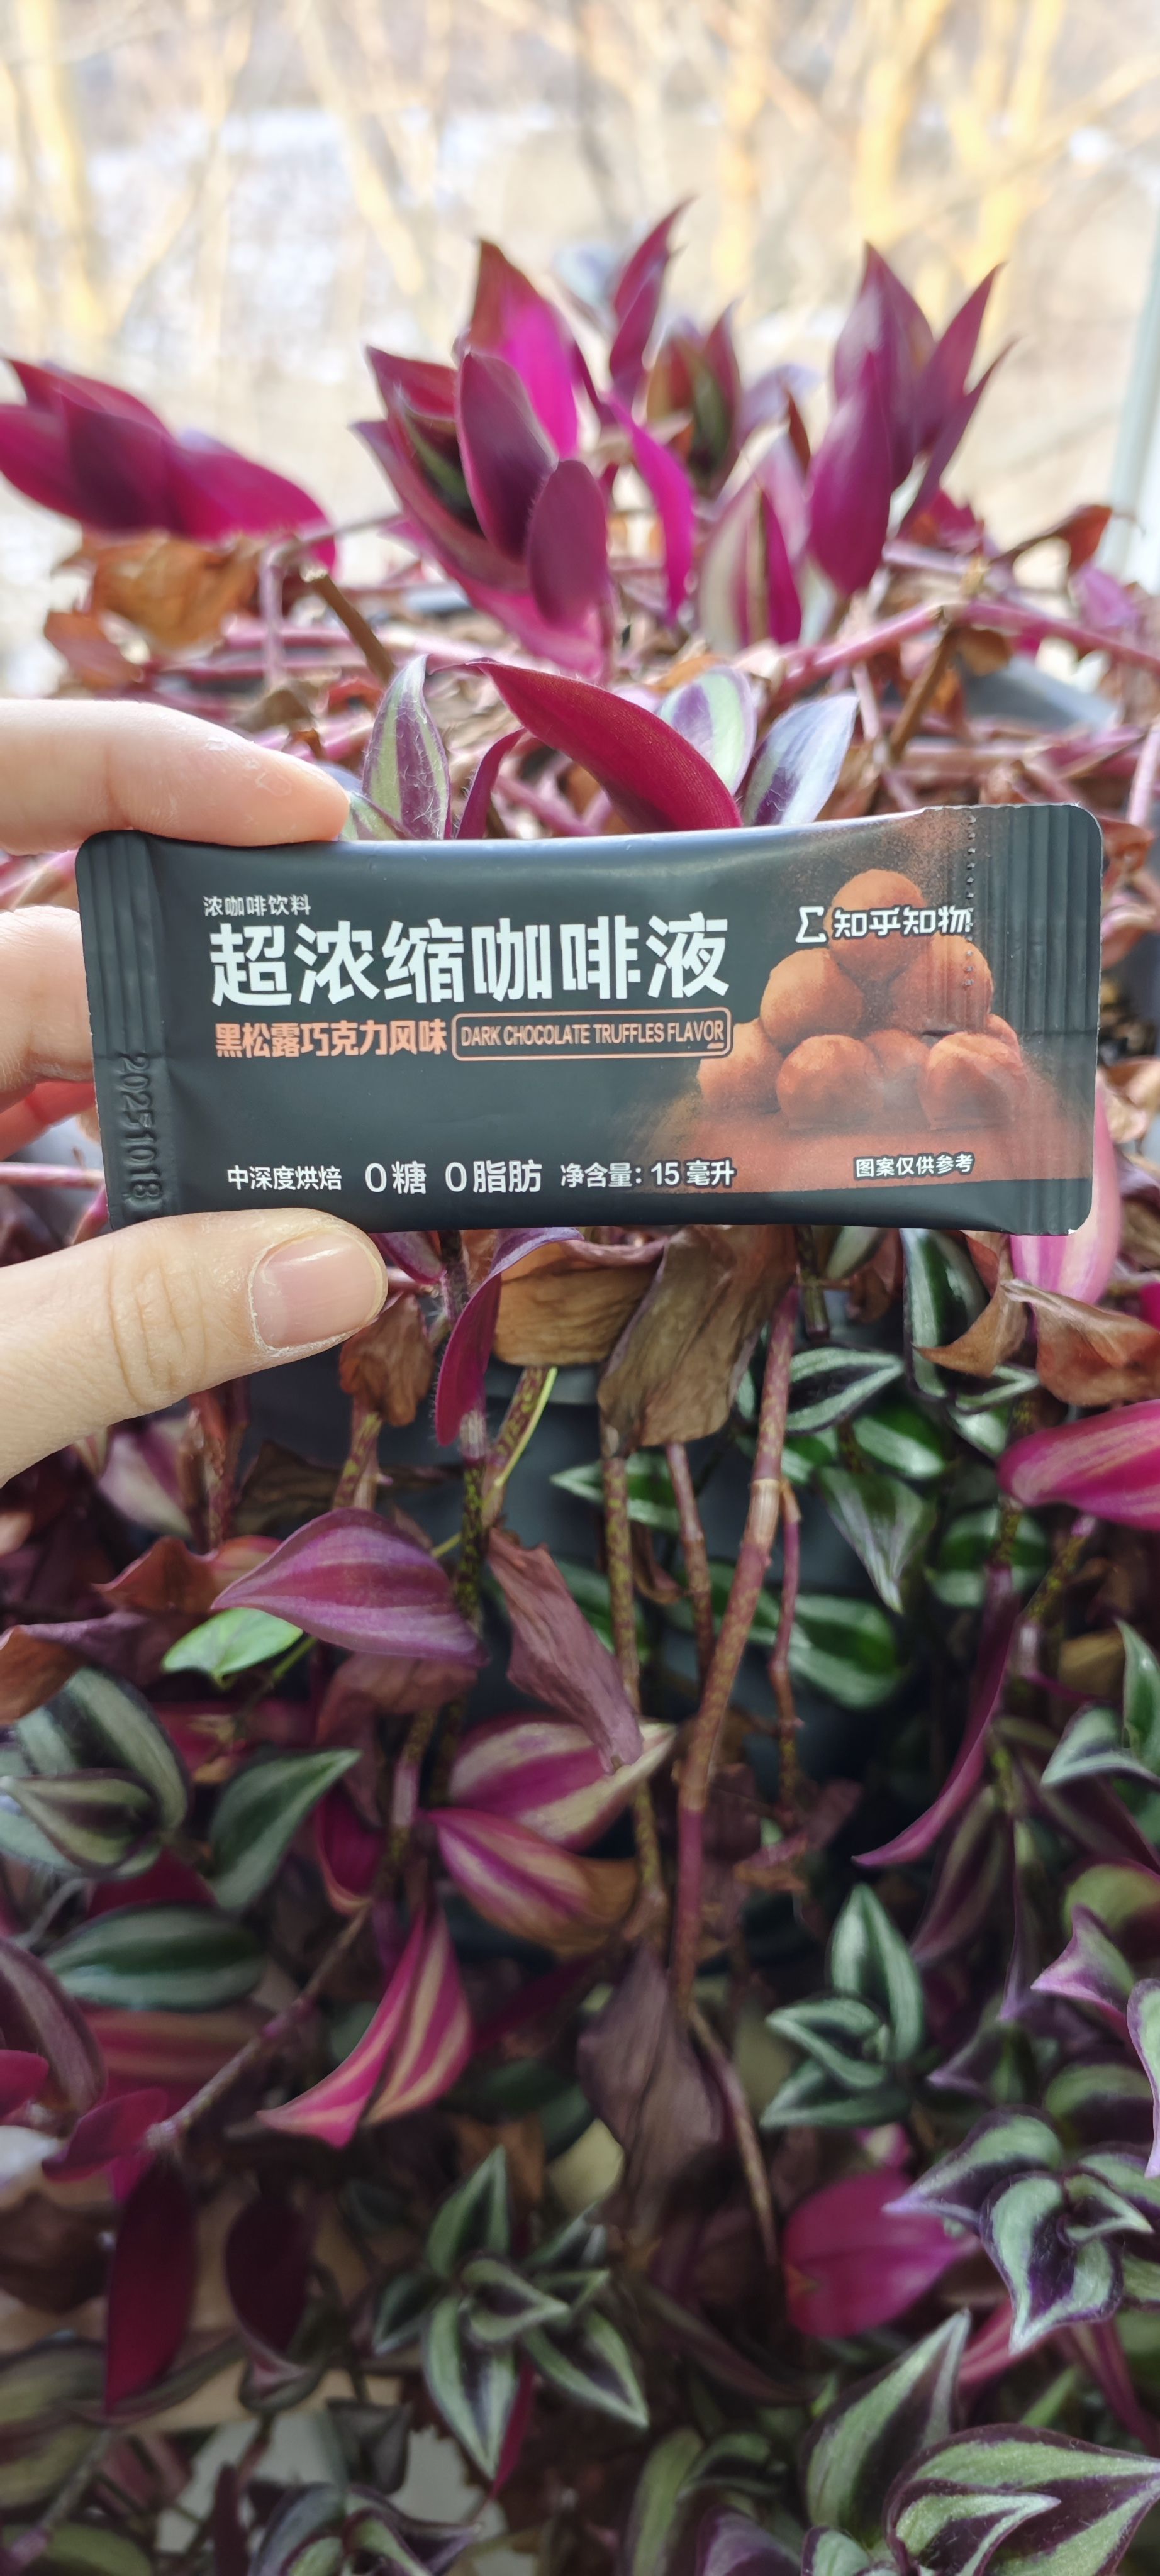 浓咖啡饮料
超浓缩咖啡液
知乎知物
黑松露巧克力风味 DARK CHOCOLATE TRUFFLES FLAVOR
中深度烘焙 0糖 0脂肪 净含量：15 毫升
图案仅供参考
20251018